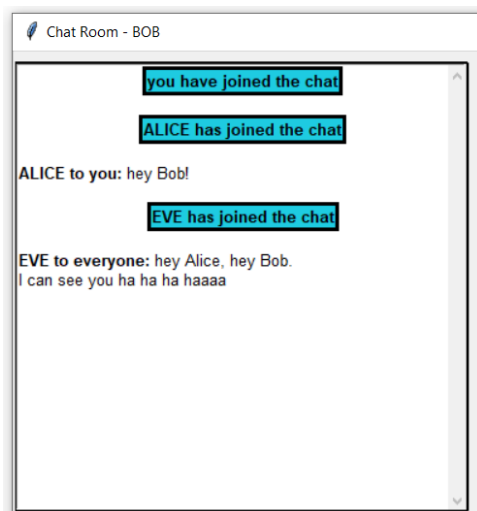 Chat Room - BOB
you have joined the chat
ALICE has joined the chat
ALICE to you: hey Bob!
EVE has joined the chat
EVE to everyone: hey Alice, hey Bob.
I can see you ha ha ha haaaa